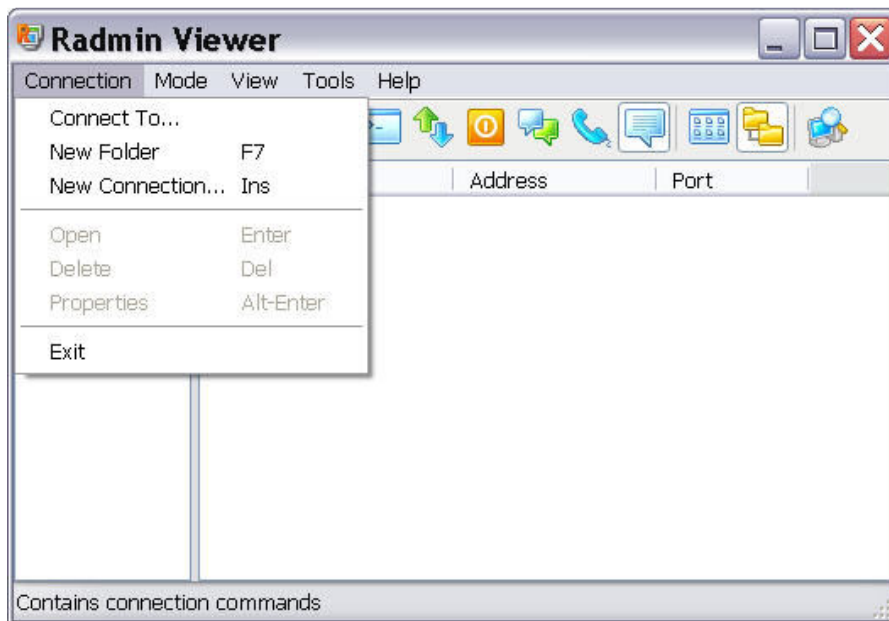 Radmin Viewer
Connection Mode View Tools Help
Connect To...
New Folder F7
New Connection... Ins
Address Port
Open Enter
Delete Del
Properties Alt-Enter
Exit
Contains connection commands